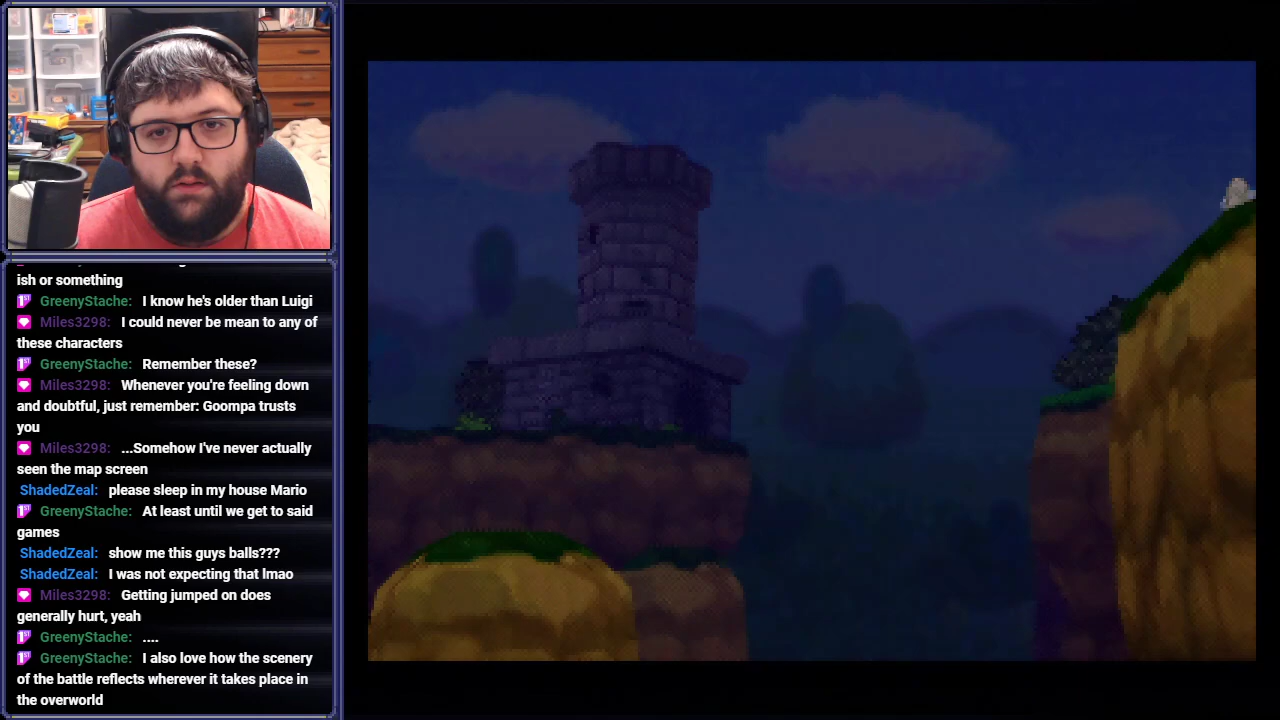 ish or something
GreenyStache: I know he's older than Luigi
Miles3298: I could never be mean to any of
these characters
GreenyStache: Remember these?
Miles3298: Whenever you're feeling down
and doubtful, just remember: Goompa trusts
you
Miles3298: ...Somehow I've never actually
seen the map screen
ShadedZeal: please sleep in my house Mario
GreenyStache: At least until we get to said
games
ShadedZeal: show me this guys balls???
ShadedZeal: I was not expecting that lmao
Miles3298: Getting jumped on does
generally hurt, yeah
GreenyStache: ....
GreenyStache: I also love how the scenery
of the battle reflects wherever it takes place in
the overworld